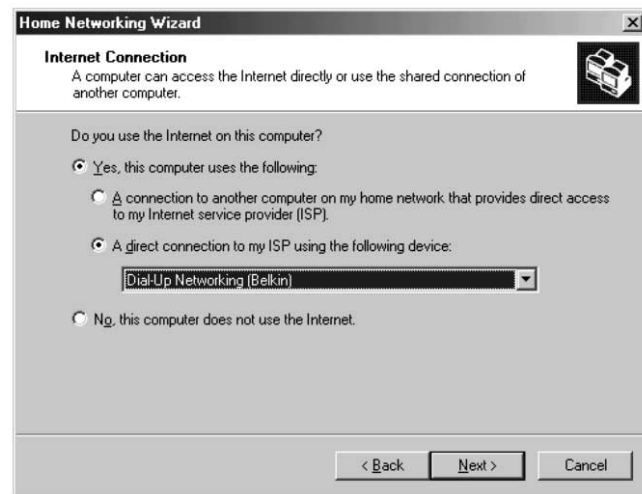 Home Networking Wizard
Internet Connection
A computer can access the Internet directly or use the shared connection of
another computer.
Do you use the Internet on this computer?
Yes, this computer uses the following:
A connection to another computer on my home network that provides direct access
to my Internet service provider (ISP).
A direct connection to my ISP using the following device:
Dial-Up Networking (Belkin)
No, this computer does not use the Internet.
< Back
Next >
Cancel